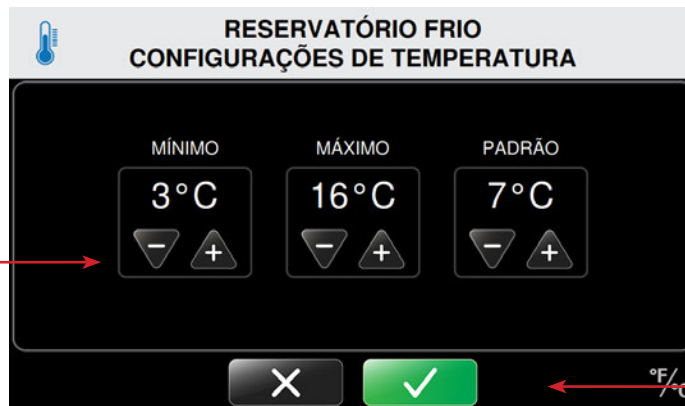 RESERVATÓRIO FRIO
CONFIGURAÇÕES DE TEMPERATURA
MÍNIMO MÁXIMO PADRÃO
3°C 16°C 7°C
− + − + − +
°F/°C